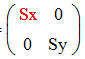 = ( Sx 0
0 Sy )